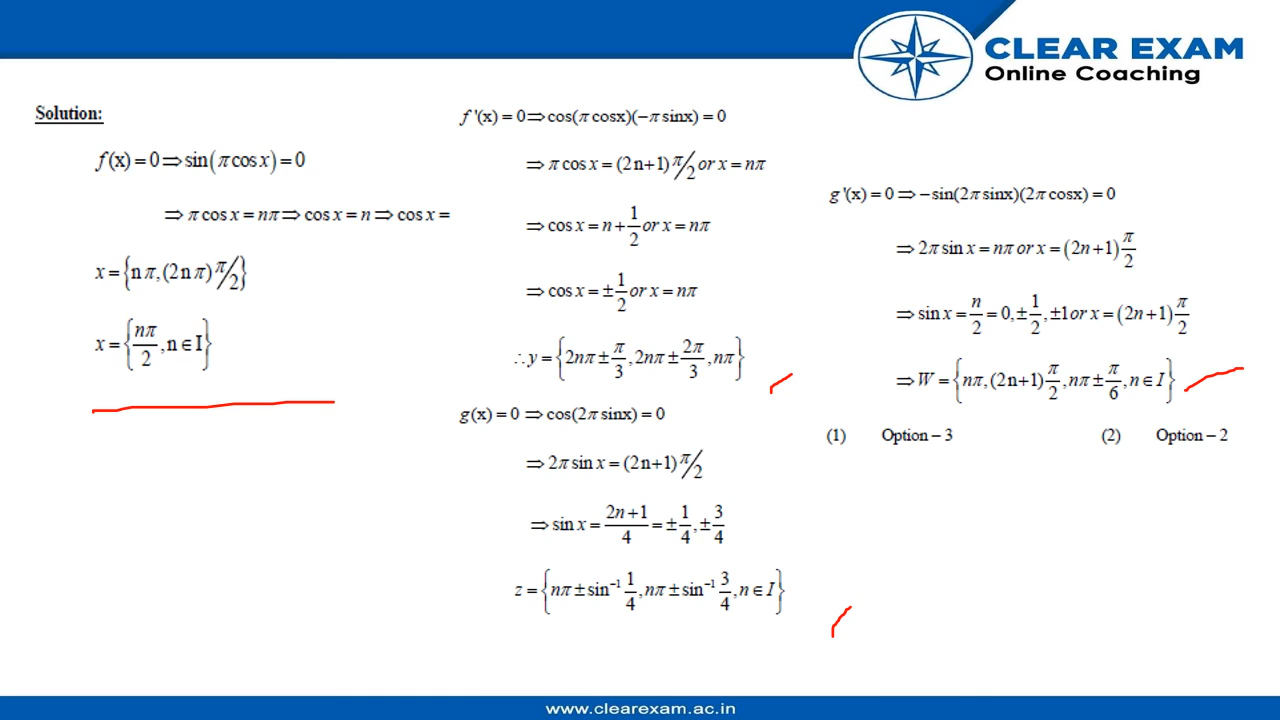 CLEAR EXAM
Online Coaching
Solution:
f(x) = 0 ⇒ sin(π cos x) = 0
⇒ π cos x = nπ ⇒ cos x = n ⇒ cos x =
x = {nπ, (2nπ) π/2}
x = {nπ/2, n ∈ I}
f'(x) = 0 ⇒ cos(π cosx)(−π sinx) = 0
⇒ π cos x = (2n+1) π/2 or x = nπ
⇒ cos x = n + 1/2 or x = nπ
⇒ cos x = ± 1/2 or x = nπ
∴ y = {2nπ ± π/3, 2nπ ± 2π/3, nπ}
g(x) = 0 ⇒ cos(2π sinx) = 0
⇒ 2π sin x = (2n+1) π/2
⇒ sin x = (2n+1)/4 = ± 1/4, ± 3/4
z = {nπ ± sin⁻¹ 1/4, nπ ± sin⁻¹ 3/4, n ∈ I}
g'(x) = 0 ⇒ −sin(2π sinx)(2π cosx) = 0
⇒ 2π sin x = nπ or x = (2n+1) π/2
⇒ sin x = n/2 = 0, ± 1/2, ±1 or x = (2n+1) π/2
⇒ W = {nπ, (2n+1) π/2, nπ ± π/6, n ∈ I}
(1) Option – 3 (2) Option – 2
www.clearexam.ac.in